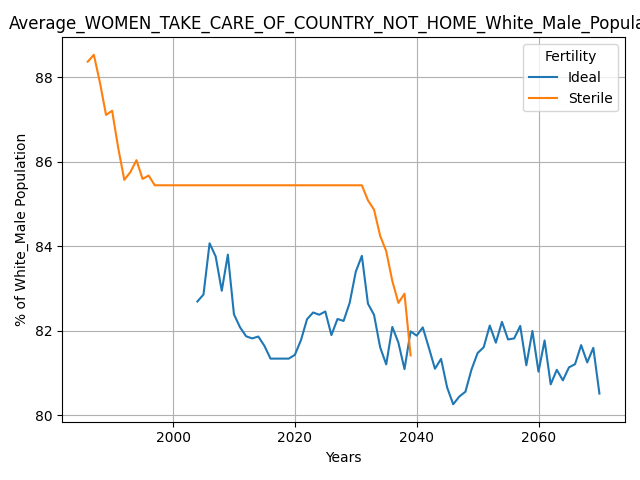 Average_WOMEN_TAKE_CARE_OF_COUNTRY_NOT_HOME_White_Male_Popula
Fertility
Ideal
Sterile
% of White_Male Population
88
86
84
82
80
2000 2020 2040 2060
Years